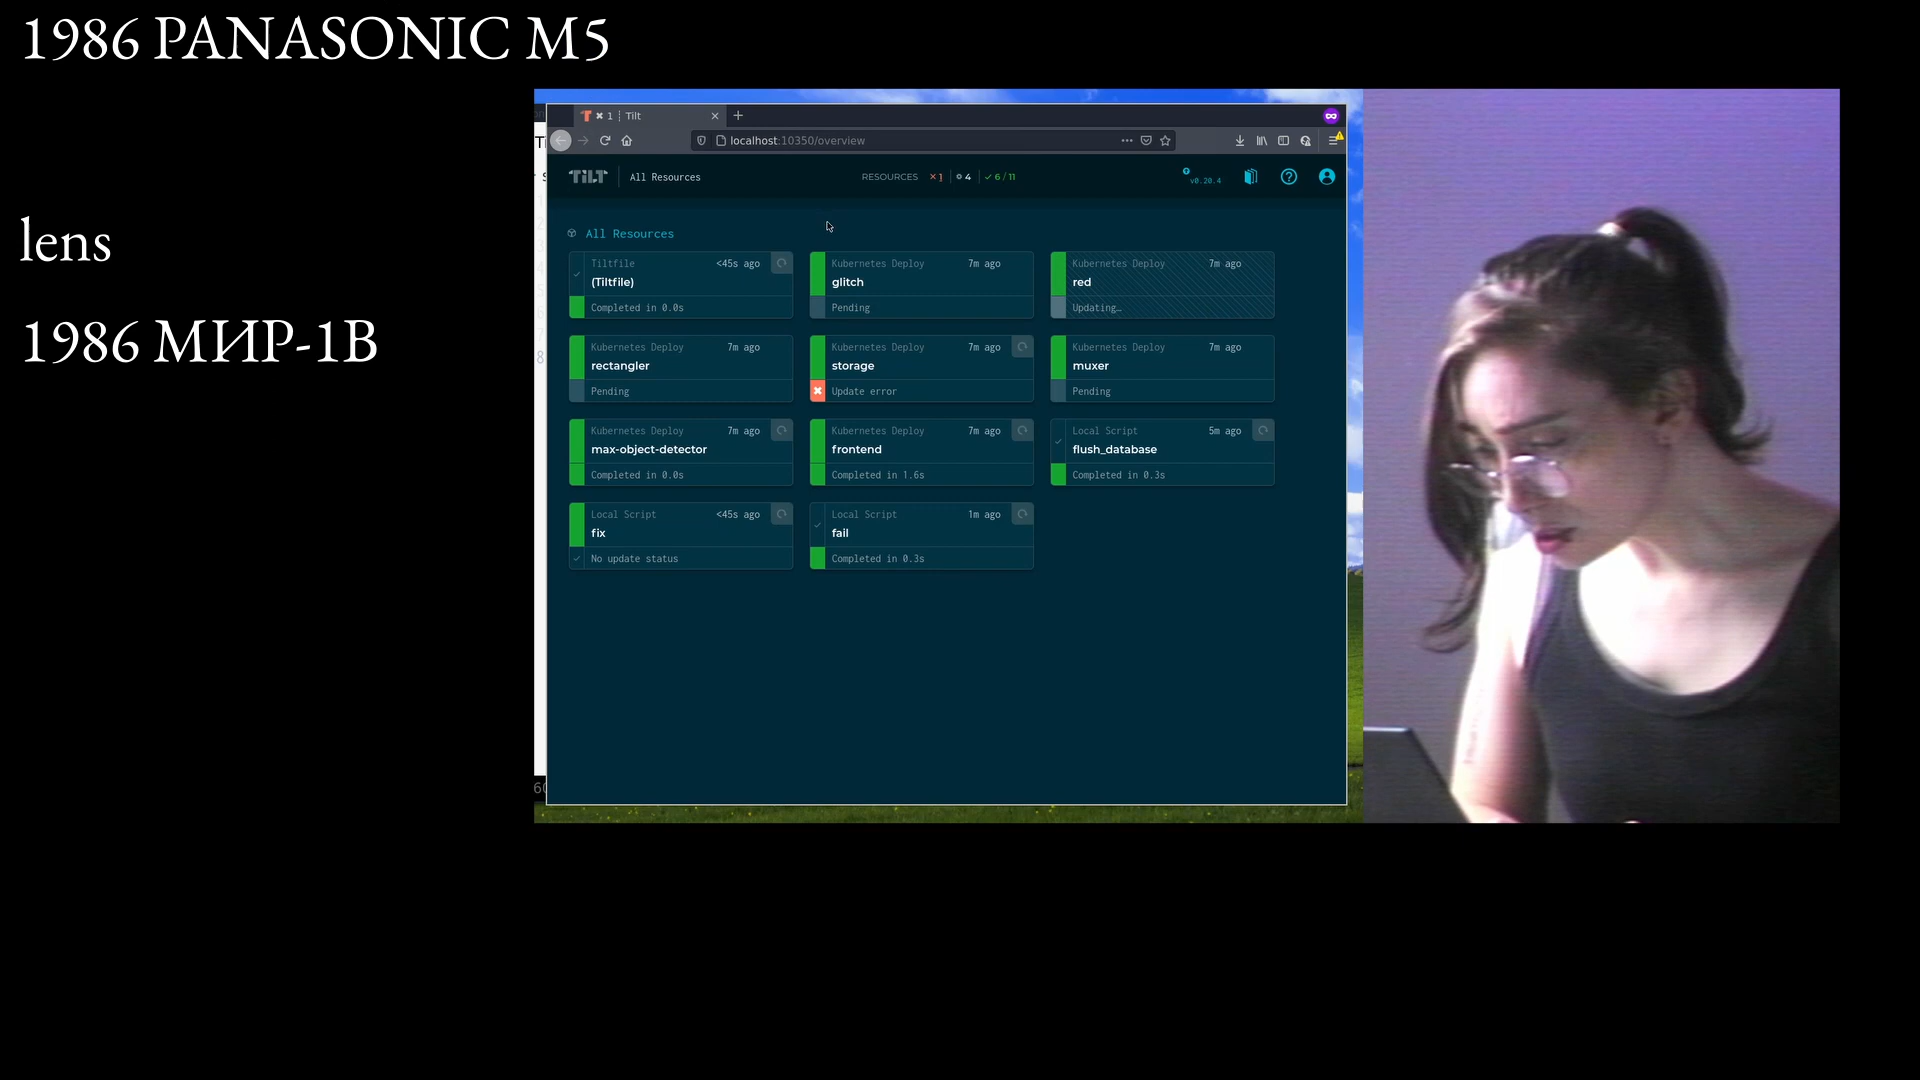 1986 PANASONIC M5
lens
1986 МИР-1В
1 Tilt
localhost:10350/overview
TILT All Resources RESOURCES 1 4 6 / 11 v0.20.4
All Resources
Tiltfile <45s ago
(Tiltfile)
Completed in 0.0s
Kubernetes Deploy 7m ago
glitch
Pending
Kubernetes Deploy 7m ago
red
Updating…
Kubernetes Deploy 7m ago
rectangler
Pending
Kubernetes Deploy 7m ago
storage
Update error
Kubernetes Deploy 7m ago
muxer
Pending
Kubernetes Deploy 7m ago
max-object-detector
Completed in 0.0s
Kubernetes Deploy 7m ago
frontend
Completed in 1.6s
Local Script 5m ago
flush_database
Completed in 0.3s
Local Script <45s ago
fix
No update status
Local Script 1m ago
fail
Completed in 0.3s